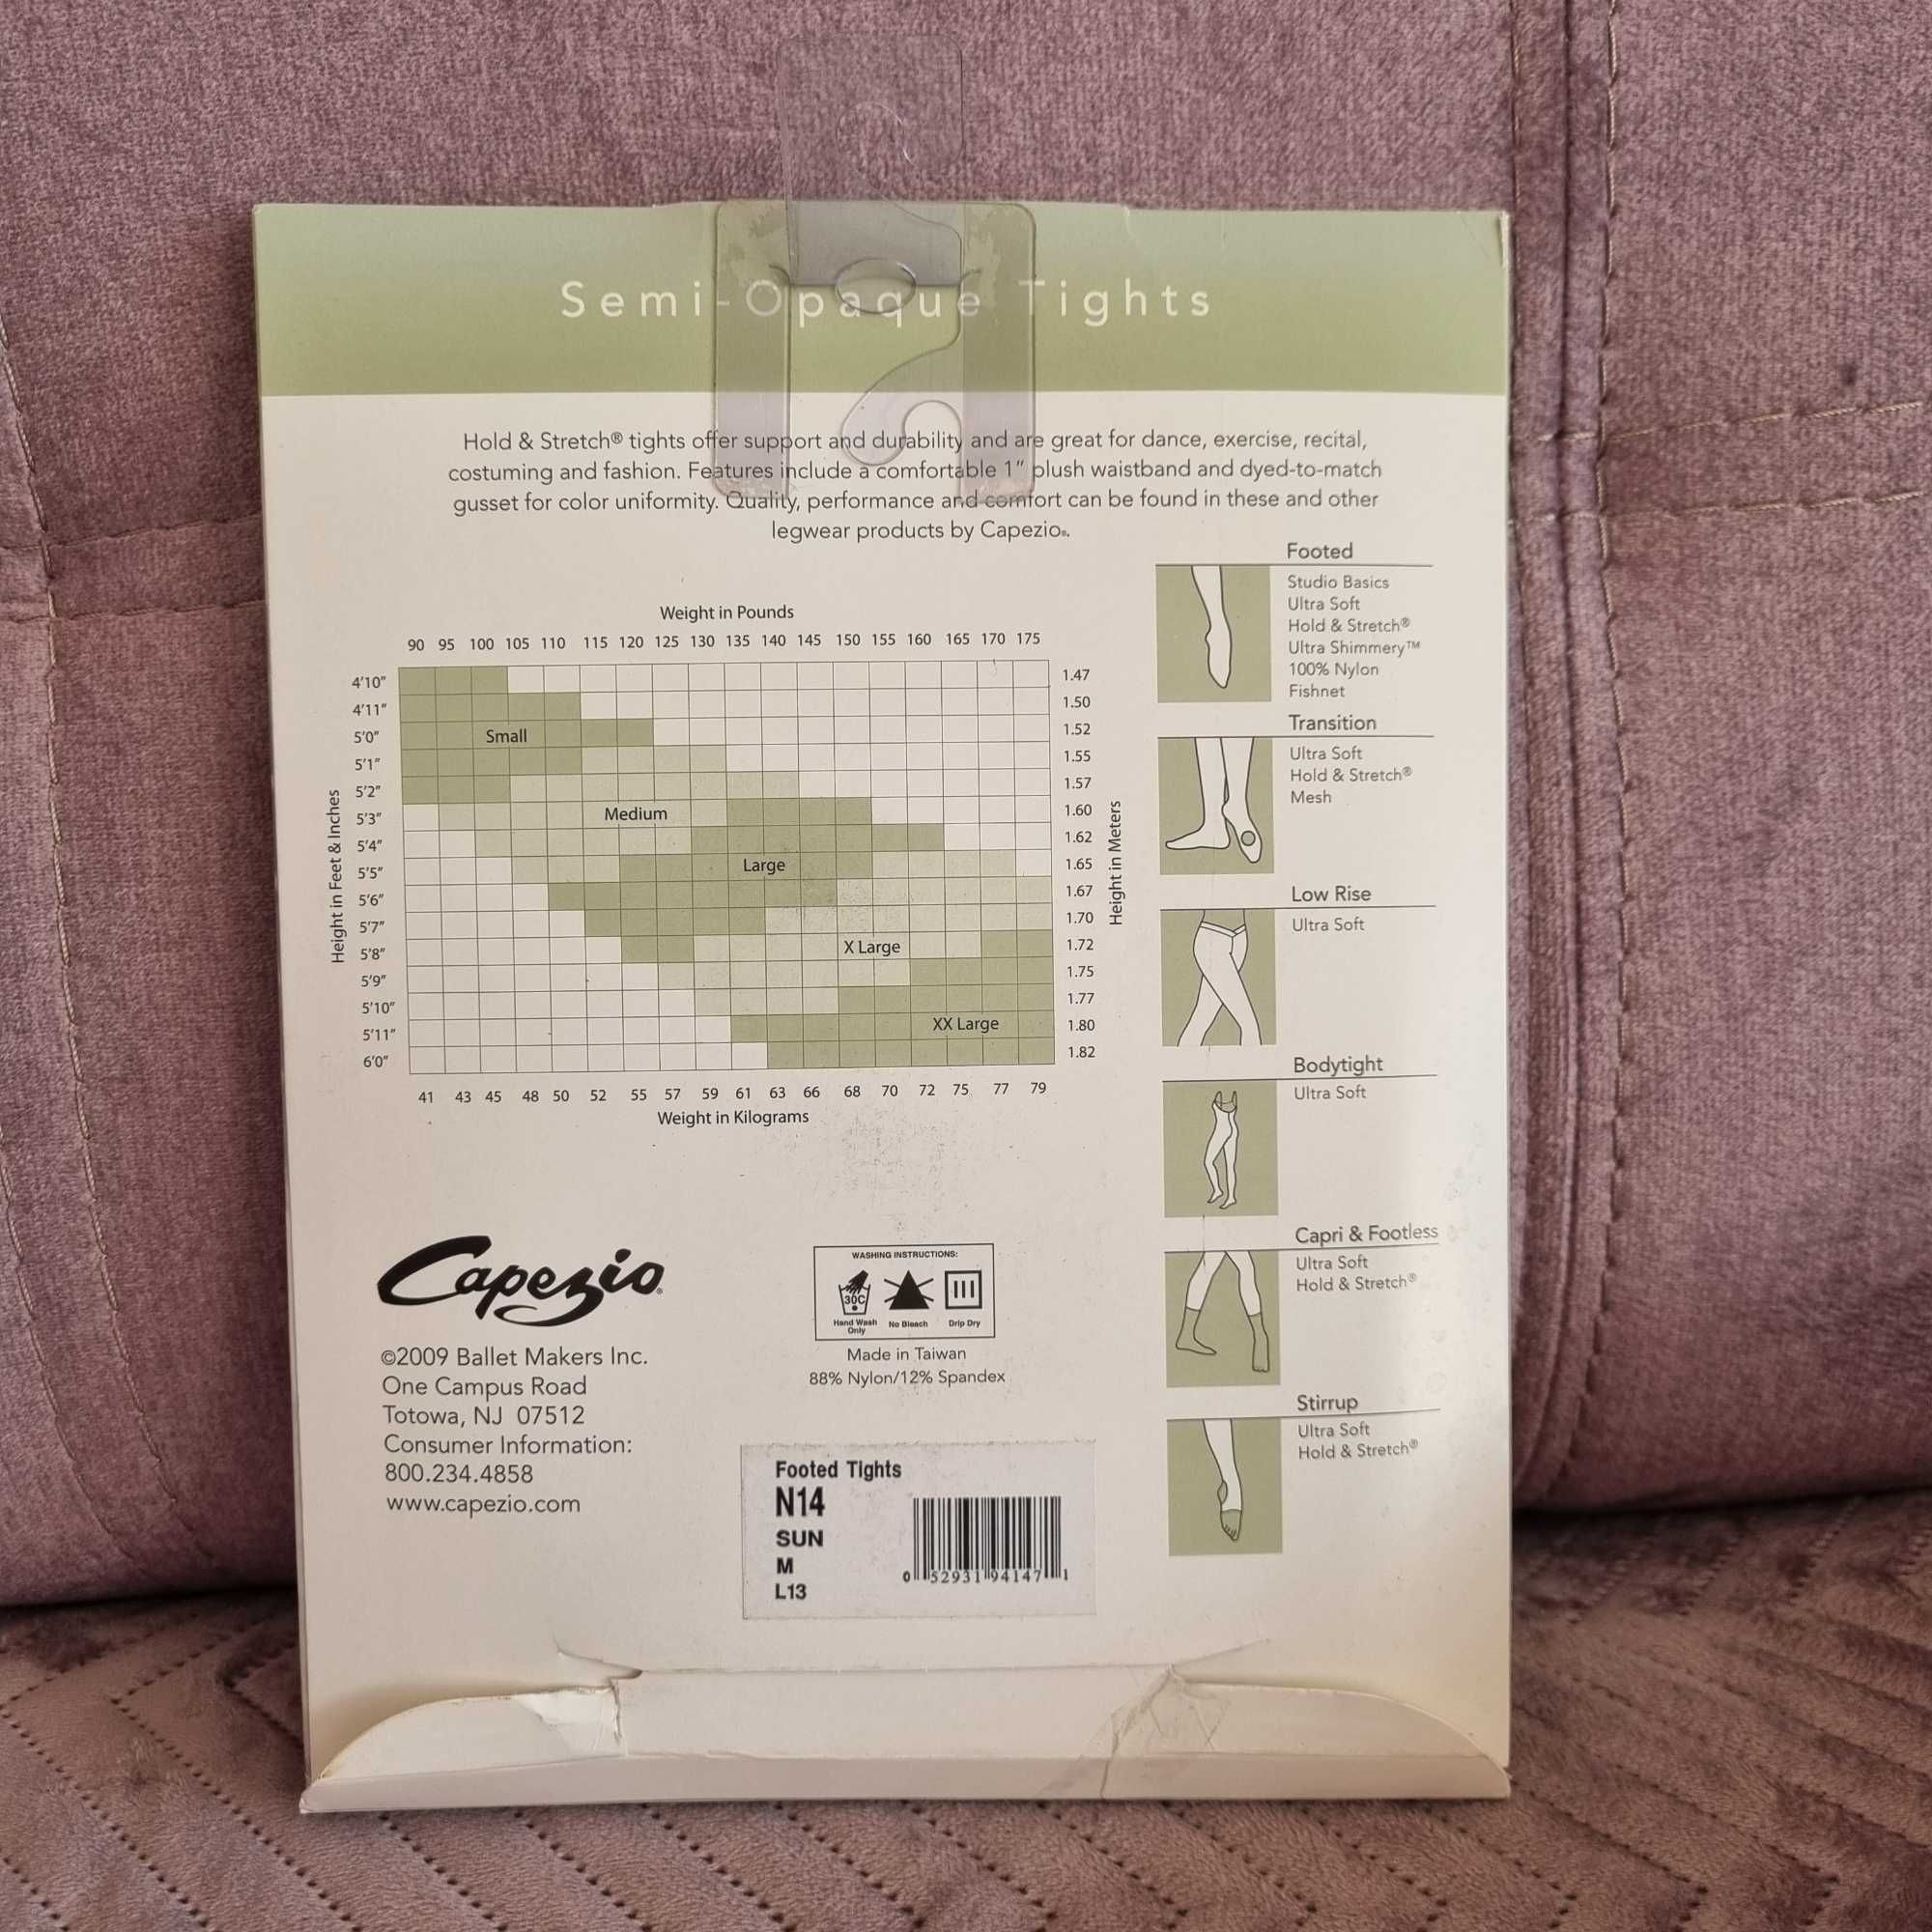 Semi-Opaque Tights
Hold & Stretch® tights offer support and durability and are great for dance, exercise, recital,
costuming and fashion. Features include a comfortable 1" plush waistband and dyed-to-match
gusset for color uniformity. Quality, performance and comfort can be found in these and other
legwear products by Capezio®.
Weight in Pounds
90 95 100 105 110 115 120 125 130 135 140 145 150 155 160 165 170 175
Height in Feet & Inches
4'10" 1.47
4'11" 1.50
5'0" Small 1.52
5'1" 1.55
5'2" 1.57
5'3" Medium 1.60
5'4" 1.62
5'5" Large 1.65
5'6" 1.67
5'7" 1.70
5'8" X Large 1.72
5'9" 1.75
5'10" 1.77
5'11" XX Large 1.80
6'0" 1.82
Height in Meters
41 43 45 48 50 52 55 57 59 61 63 66 68 70 72 75 77 79
Weight in Kilograms
Footed
Studio Basics
Ultra Soft
Hold & Stretch®
Ultra Shimmery™
100% Nylon
Fishnet
Transition
Ultra Soft
Hold & Stretch®
Mesh
Low Rise
Ultra Soft
Bodytight
Ultra Soft
Capri & Footless
Ultra Soft
Hold & Stretch®
Stirrup
Ultra Soft
Hold & Stretch®
Capezio®
©2009 Ballet Makers Inc.
One Campus Road
Totowa, NJ 07512
Consumer Information:
800.234.4858
www.capezio.com
WASHING INSTRUCTIONS:
30C
Hand Wash Only
No Bleach
Drip Dry
Made in Taiwan
88% Nylon/12% Spandex
Footed Tights
N14
SUN
M
L13
0 52931 94147 1